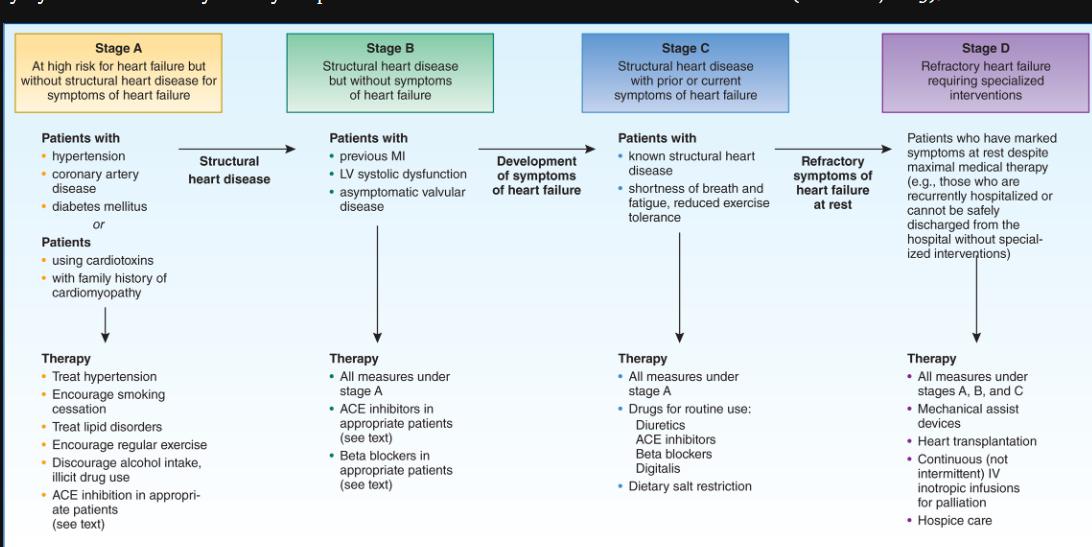 Stage A
At high risk for heart failure but
without structural heart disease for
symptoms of heart failure
Stage B
Structural heart disease
but without symptoms
of heart failure
Stage C
Structural heart disease
with prior or current
symptoms of heart failure
Stage D
Refractory heart failure
requiring specialized
interventions
Patients with
• hypertension
• coronary artery
disease
• diabetes mellitus
or
Patients
• using cardiotoxins
• with family history of
cardiomyopathy
Structural
heart disease
Patients with
• previous MI
• LV systolic dysfunction
• asymptomatic valvular
disease
Development
of symptoms
of heart failure
Patients with
• known structural heart
disease
• shortness of breath and
fatigue, reduced exercise
tolerance
Refractory
symptoms of
heart failure
at rest
Patients who have marked
symptoms at rest despite
maximal medical therapy
(e.g., those who are
recurrently hospitalized or
cannot be safely
discharged from the
hospital without special-
ized interventions)
Therapy
• Treat hypertension
• Encourage smoking
cessation
• Treat lipid disorders
• Encourage regular exercise
• Discourage alcohol intake,
illicit drug use
• ACE inhibition in appropri-
ate patients
(see text)
Therapy
• All measures under
stage A
• ACE inhibitors in
appropriate patients
(see text)
• Beta blockers in
appropriate patients
(see text)
Therapy
• All measures under
stage A
• Drugs for routine use:
Diuretics
ACE inhibitors
Beta blockers
Digitalis
• Dietary salt restriction
Therapy
• All measures under
stages A, B, and C
• Mechanical assist
devices
• Heart transplantation
• Continuous (not
intermittent) IV
inotropic infusions
for palliation
• Hospice care